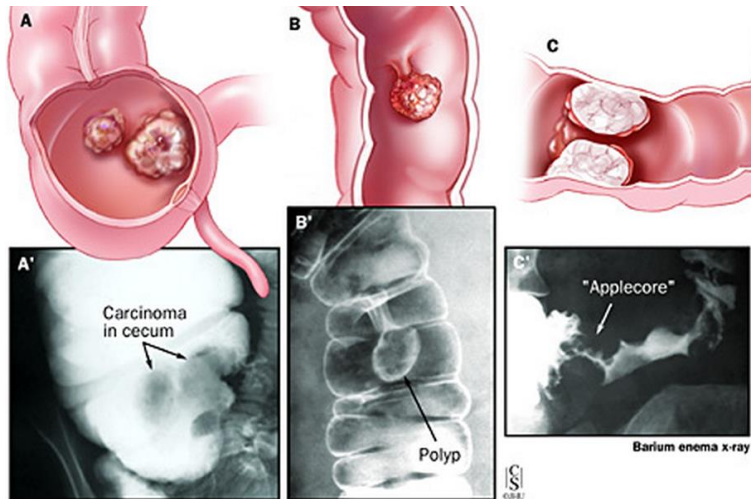 A
B
C
A'
Carcinoma
in cecum
B'
Polyp
C'
"Applecore"
Barium enema x-ray
CS